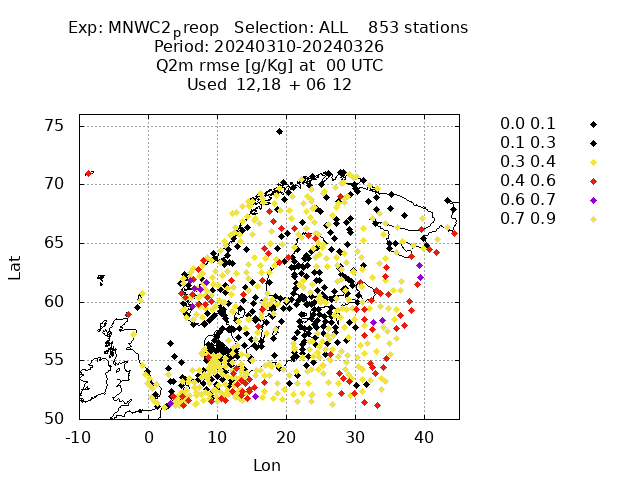 Exp: MNWC2preop   Selection: ALL    853 stations
Period: 20240310-20240326
Q2m rmse [g/Kg] at  00 UTC
Used  12,18 + 06 12
75
70
65
60
55
50
-10 0 10 20 30 40
Lat
Lon
0.0 0.1
0.1 0.3
0.3 0.4
0.4 0.6
0.6 0.7
0.7 0.9